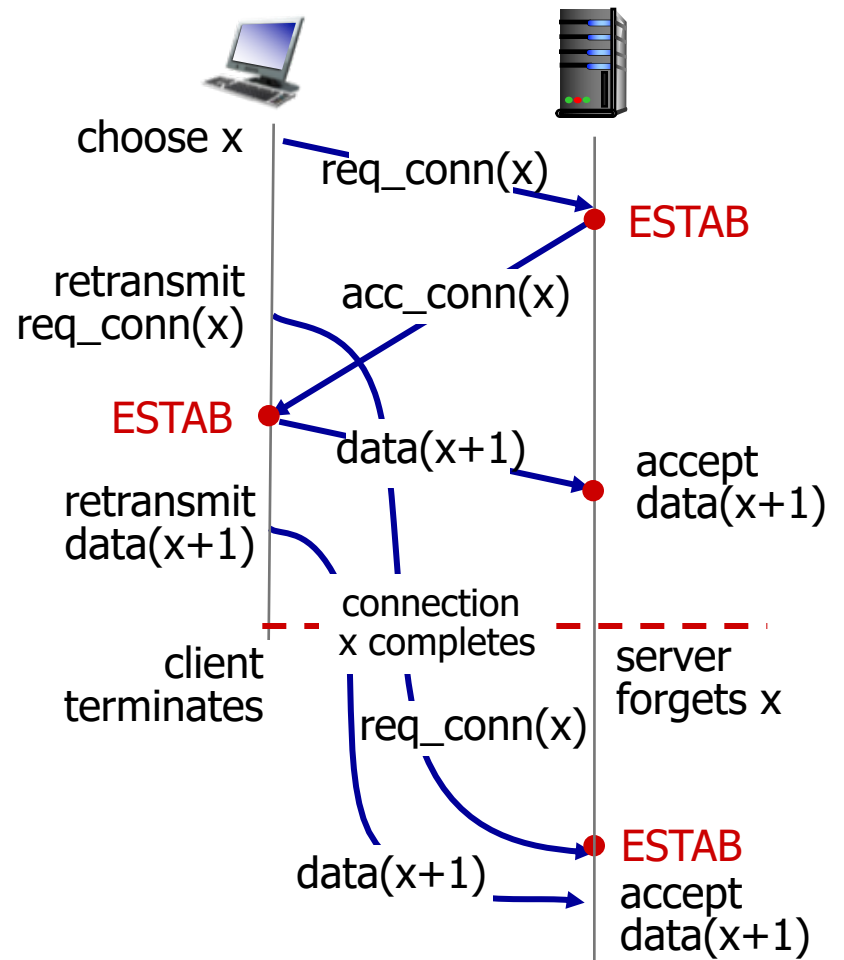 choose x
req_conn(x)
ESTAB
retransmit
req_conn(x)
acc_conn(x)
ESTAB
data(x+1)
accept
data(x+1)
retransmit
data(x+1)
connection
x completes
client
terminates
server
forgets x
req_conn(x)
ESTAB
data(x+1)
accept
data(x+1)